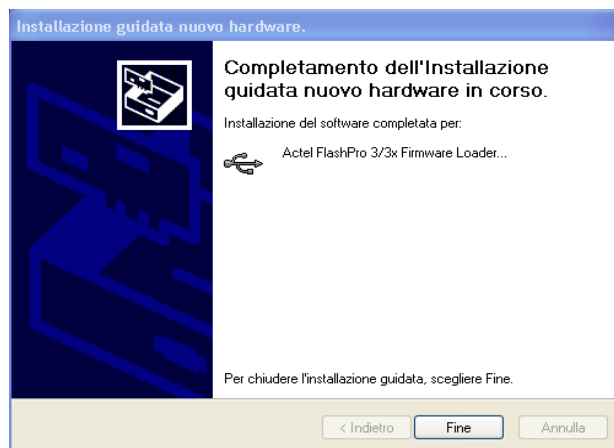 Installazione guidata nuovo hardware.
Completamento dell'Installazione
guidata nuovo hardware in corso.
Installazione del software completata per:
Actel FlashPro 3/3x Firmware Loader...
Per chiudere l'installazione guidata, scegliere Fine.
< Indietro
Fine
Annulla